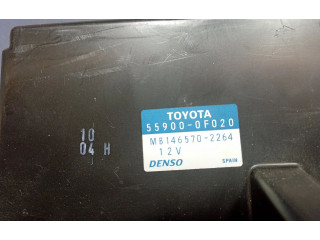 TOYOTA
55900-0F020
MB146570-2264
12V
DENSO SPAIN
10
04 H